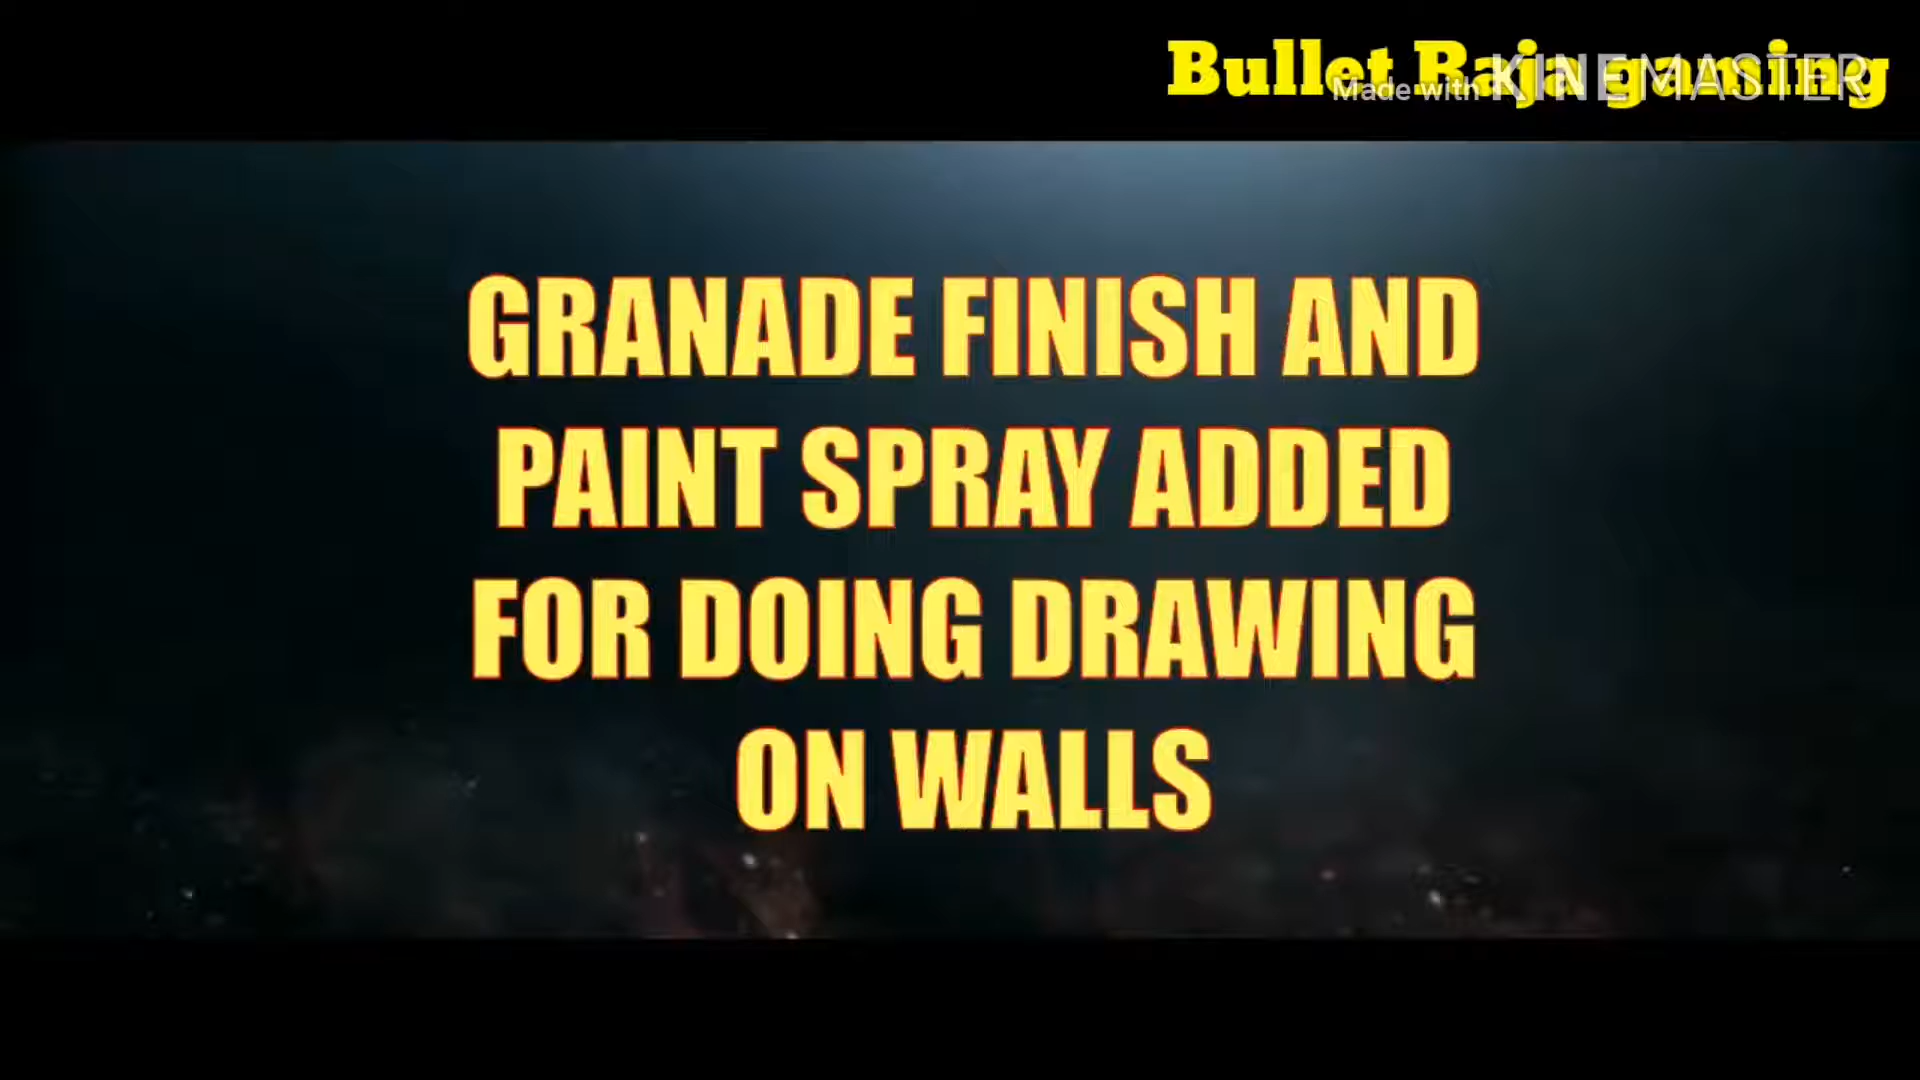 Bullet Raja gaming
Made with KINEMASTER
GRANADE FINISH AND
PAINT SPRAY ADDED
FOR DOING DRAWING
ON WALLS